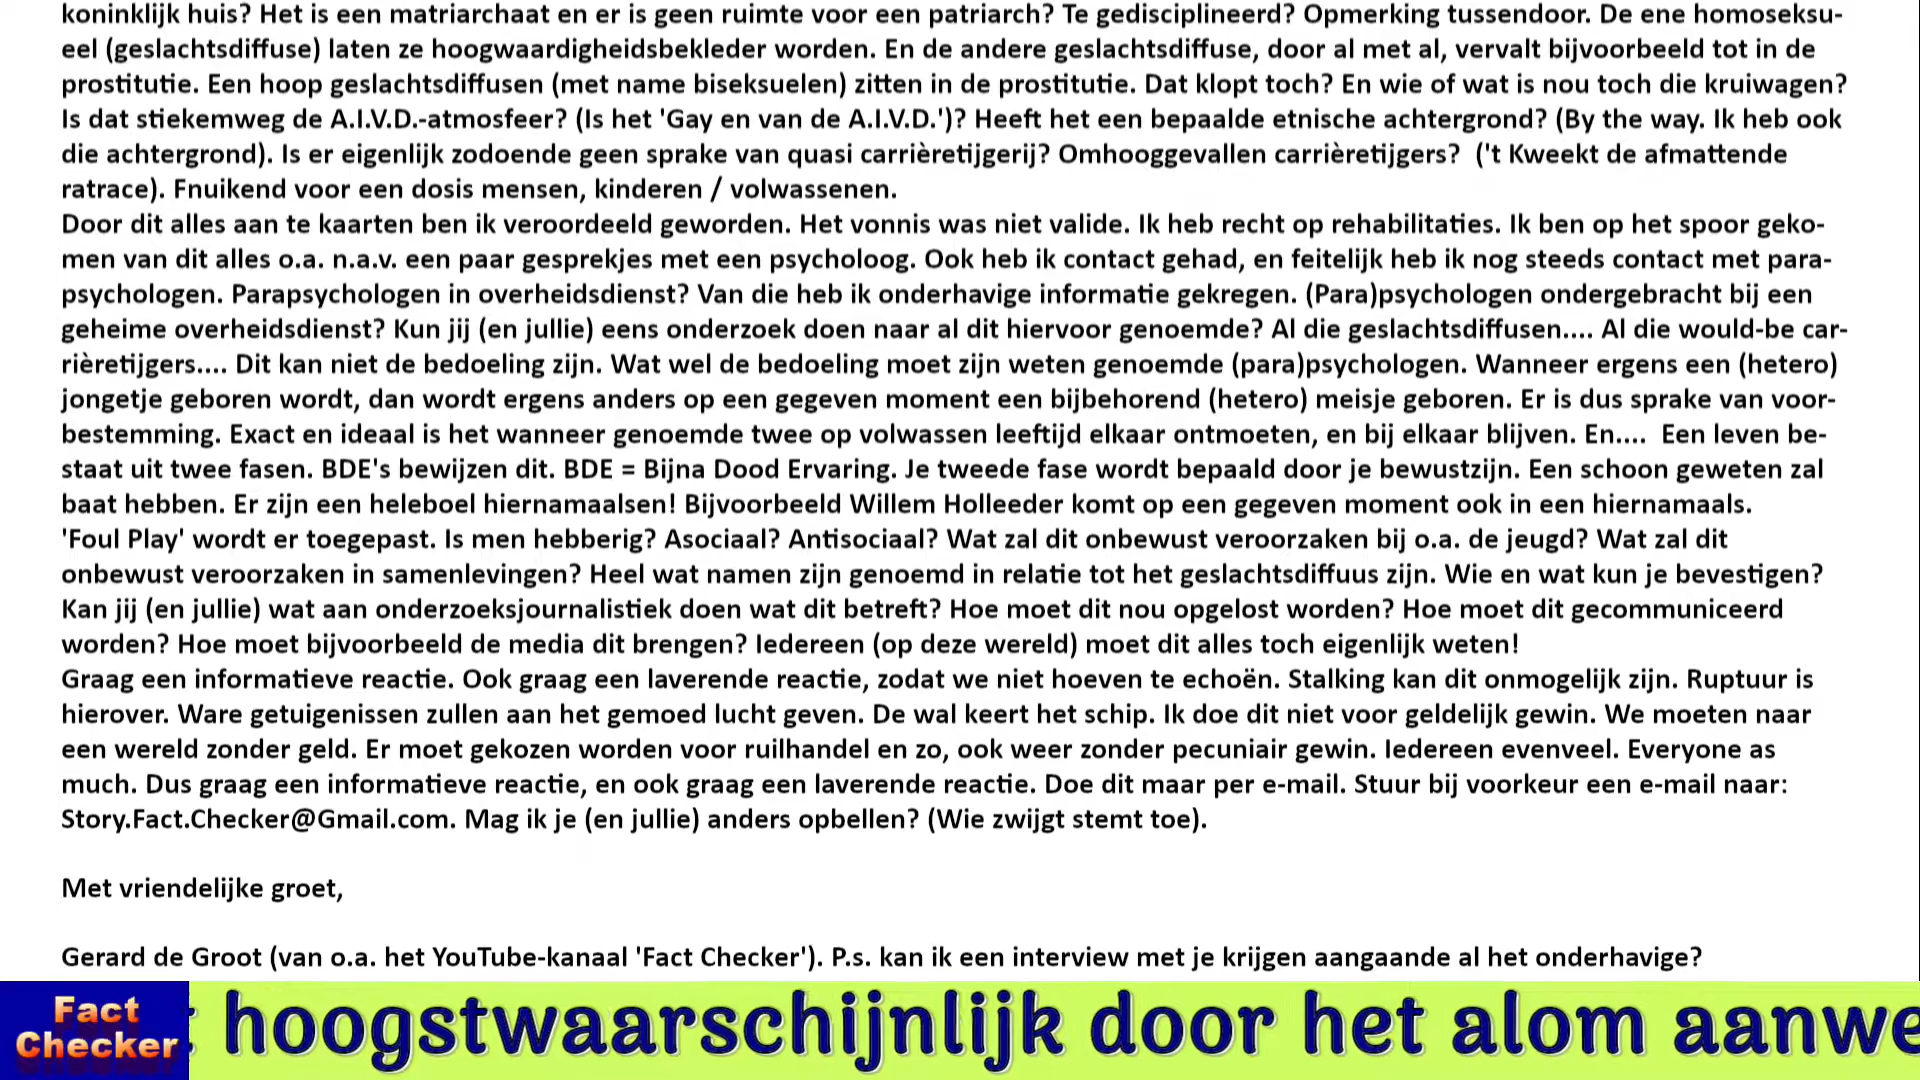 koninklijk huis? Het is een matriarchaat en er is geen ruimte voor een patriarch? Te gedisciplineerd? Opmerking tussendoor. De ene homoseksu-
eel (geslachtsdiffuse) laten ze hoogwaardigheidsbekleder worden. En de andere geslachtsdiffuse, door al met al, vervalt bijvoorbeeld tot in de
prostitutie. Een hoop geslachtsdiffusen (met name biseksuelen) zitten in de prostitutie. Dat klopt toch? En wie of wat is nou toch die kruiwagen?
Is dat stiekemweg de A.I.V.D.-atmosfeer? (Is het 'Gay en van de A.I.V.D.')? Heeft het een bepaalde etnische achtergrond? (By the way. Ik heb ook
die achtergrond). Is er eigenlijk zodoende geen sprake van quasi carrièretijgerij? Omhooggevallen carrièretijgers?  ('t Kweekt de afmattende
ratrace). Fnuikend voor een dosis mensen, kinderen / volwassenen.
Door dit alles aan te kaarten ben ik veroordeeld geworden. Het vonnis was niet valide. Ik heb recht op rehabilitaties. Ik ben op het spoor geko-
men van dit alles o.a. n.a.v. een paar gesprekjes met een psycholoog. Ook heb ik contact gehad, en feitelijk heb ik nog steeds contact met para-
psychologen. Parapsychologen in overheidsdienst? Van die heb ik onderhavige informatie gekregen. (Para)psychologen ondergebracht bij een
geheime overheidsdienst? Kun jij (en jullie) eens onderzoek doen naar al dit hiervoor genoemde? Al die geslachtsdiffusen.... Al die would-be car-
rièretijgers.... Dit kan niet de bedoeling zijn. Wat wel de bedoeling moet zijn weten genoemde (para)psychologen. Wanneer ergens een (hetero)
jongetje geboren wordt, dan wordt ergens anders op een gegeven moment een bijbehorend (hetero) meisje geboren. Er is dus sprake van voor-
bestemming. Exact en ideaal is het wanneer genoemde twee op volwassen leeftijd elkaar ontmoeten, en bij elkaar blijven. En....  Een leven be-
staat uit twee fasen. BDE's bewijzen dit. BDE = Bijna Dood Ervaring. Je tweede fase wordt bepaald door je bewustzijn. Een schoon geweten zal
baat hebben. Er zijn een heleboel hiernamaalsen! Bijvoorbeeld Willem Holleeder komt op een gegeven moment ook in een hiernamaals.
'Foul Play' wordt er toegepast. Is men hebberig? Asociaal? Antisociaal? Wat zal dit onbewust veroorzaken bij o.a. de jeugd? Wat zal dit
onbewust veroorzaken in samenlevingen? Heel wat namen zijn genoemd in relatie tot het geslachtsdiffuus zijn. Wie en wat kun je bevestigen?
Kan jij (en jullie) wat aan onderzoeksjournalistiek doen wat dit betreft? Hoe moet dit nou opgelost worden? Hoe moet dit gecommuniceerd
worden? Hoe moet bijvoorbeeld de media dit brengen? Iedereen (op deze wereld) moet dit alles toch eigenlijk weten!
Graag een informatieve reactie. Ook graag een laverende reactie, zodat we niet hoeven te echoën. Stalking kan dit onmogelijk zijn. Ruptuur is
hierover. Ware getuigenissen zullen aan het gemoed lucht geven. De wal keert het schip. Ik doe dit niet voor geldelijk gewin. We moeten naar
een wereld zonder geld. Er moet gekozen worden voor ruilhandel en zo, ook weer zonder pecuniair gewin. Iedereen evenveel. Everyone as
much. Dus graag een informatieve reactie, en ook graag een laverende reactie. Doe dit maar per e-mail. Stuur bij voorkeur een e-mail naar:
Story.Fact.Checker@Gmail.com. Mag ik je (en jullie) anders opbellen? (Wie zwijgt stemt toe).
Met vriendelijke groet,
Gerard de Groot (van o.a. het YouTube-kanaal 'Fact Checker'). P.s. kan ik een interview met je krijgen aangaande al het onderhavige?
Fact
Checker
hoogstwaarschijnlijk door het alom aanwe